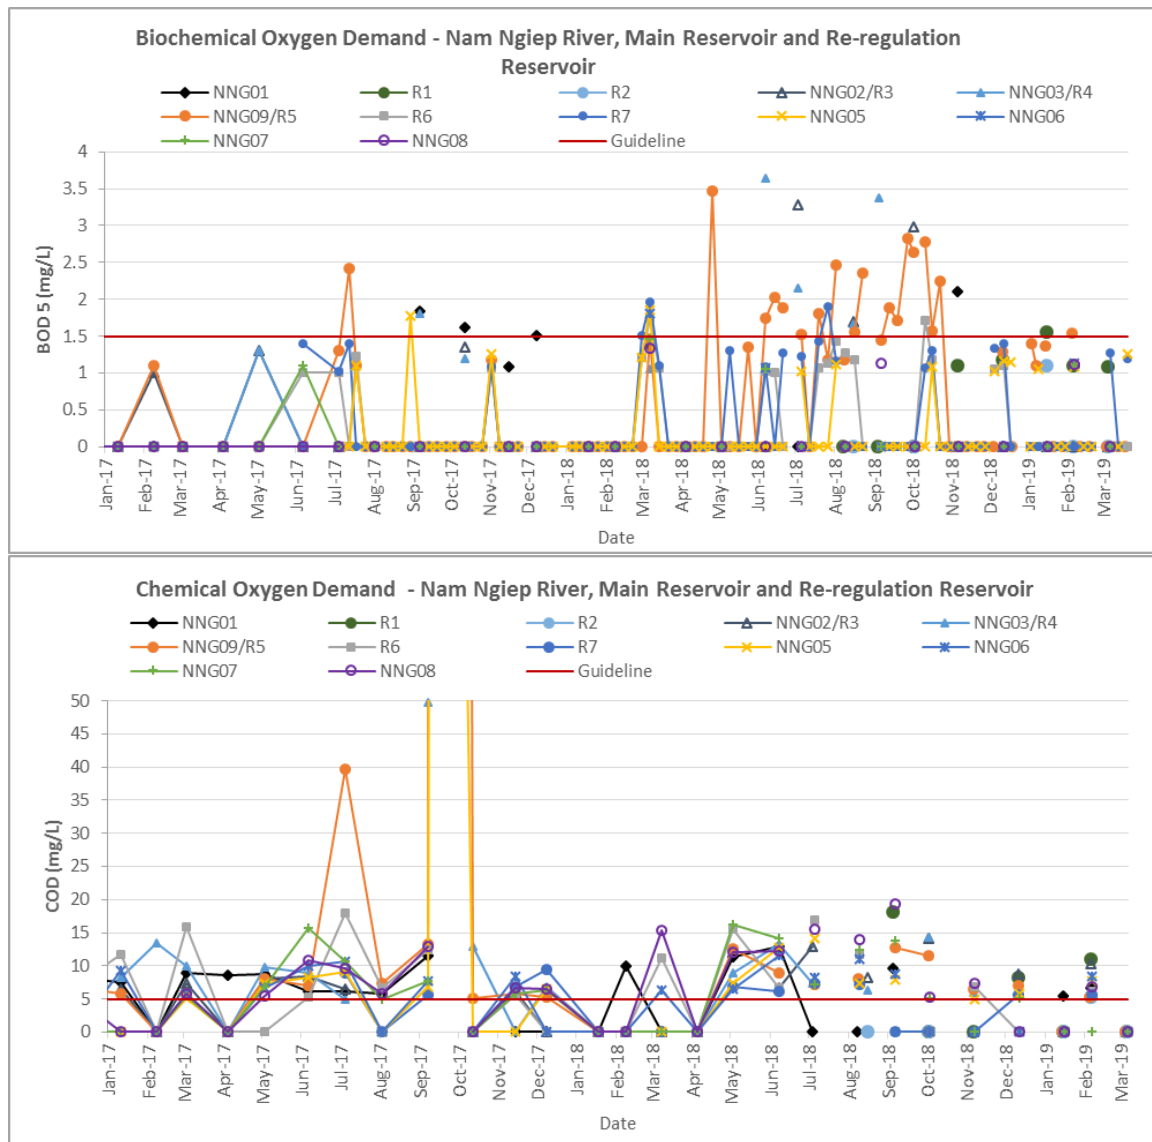 Biochemical Oxygen Demand - Nam Ngiep River, Main Reservoir and Re-regulation
Reservoir
NNG01 R1 R2 NNG02/R3 NNG03/R4
NNG09/R5 R6 R7 NNG05 NNG06
NNG07 NNG08 Guideline
4
3.5
3
2.5
2
1.5
1
0.5
0
BOD 5 (mg/L)
Jan-17 Feb-17 Mar-17 Apr-17 May-17 Jun-17 Jul-17 Aug-17 Sep-17 Oct-17 Nov-17 Dec-17 Jan-18 Feb-18 Mar-18 Apr-18 May-18 Jun-18 Jul-18 Aug-18 Sep-18 Oct-18 Nov-18 Dec-18 Jan-19 Feb-19 Mar-19
Date
Chemical Oxygen Demand - Nam Ngiep River, Main Reservoir and Re-regulation Reservoir
NNG01 R1 R2 NNG02/R3 NNG03/R4
NNG09/R5 R6 R7 NNG05 NNG06
NNG07 NNG08 Guideline
50
45
40
35
30
25
20
15
10
5
0
COD (mg/L)
Jan-17 Feb-17 Mar-17 Apr-17 May-17 Jun-17 Jul-17 Aug-17 Sep-17 Oct-17 Nov-17 Dec-17 Jan-18 Feb-18 Mar-18 Apr-18 May-18 Jun-18 Jul-18 Aug-18 Sep-18 Oct-18 Nov-18 Dec-18 Jan-19 Feb-19 Mar-19
Date